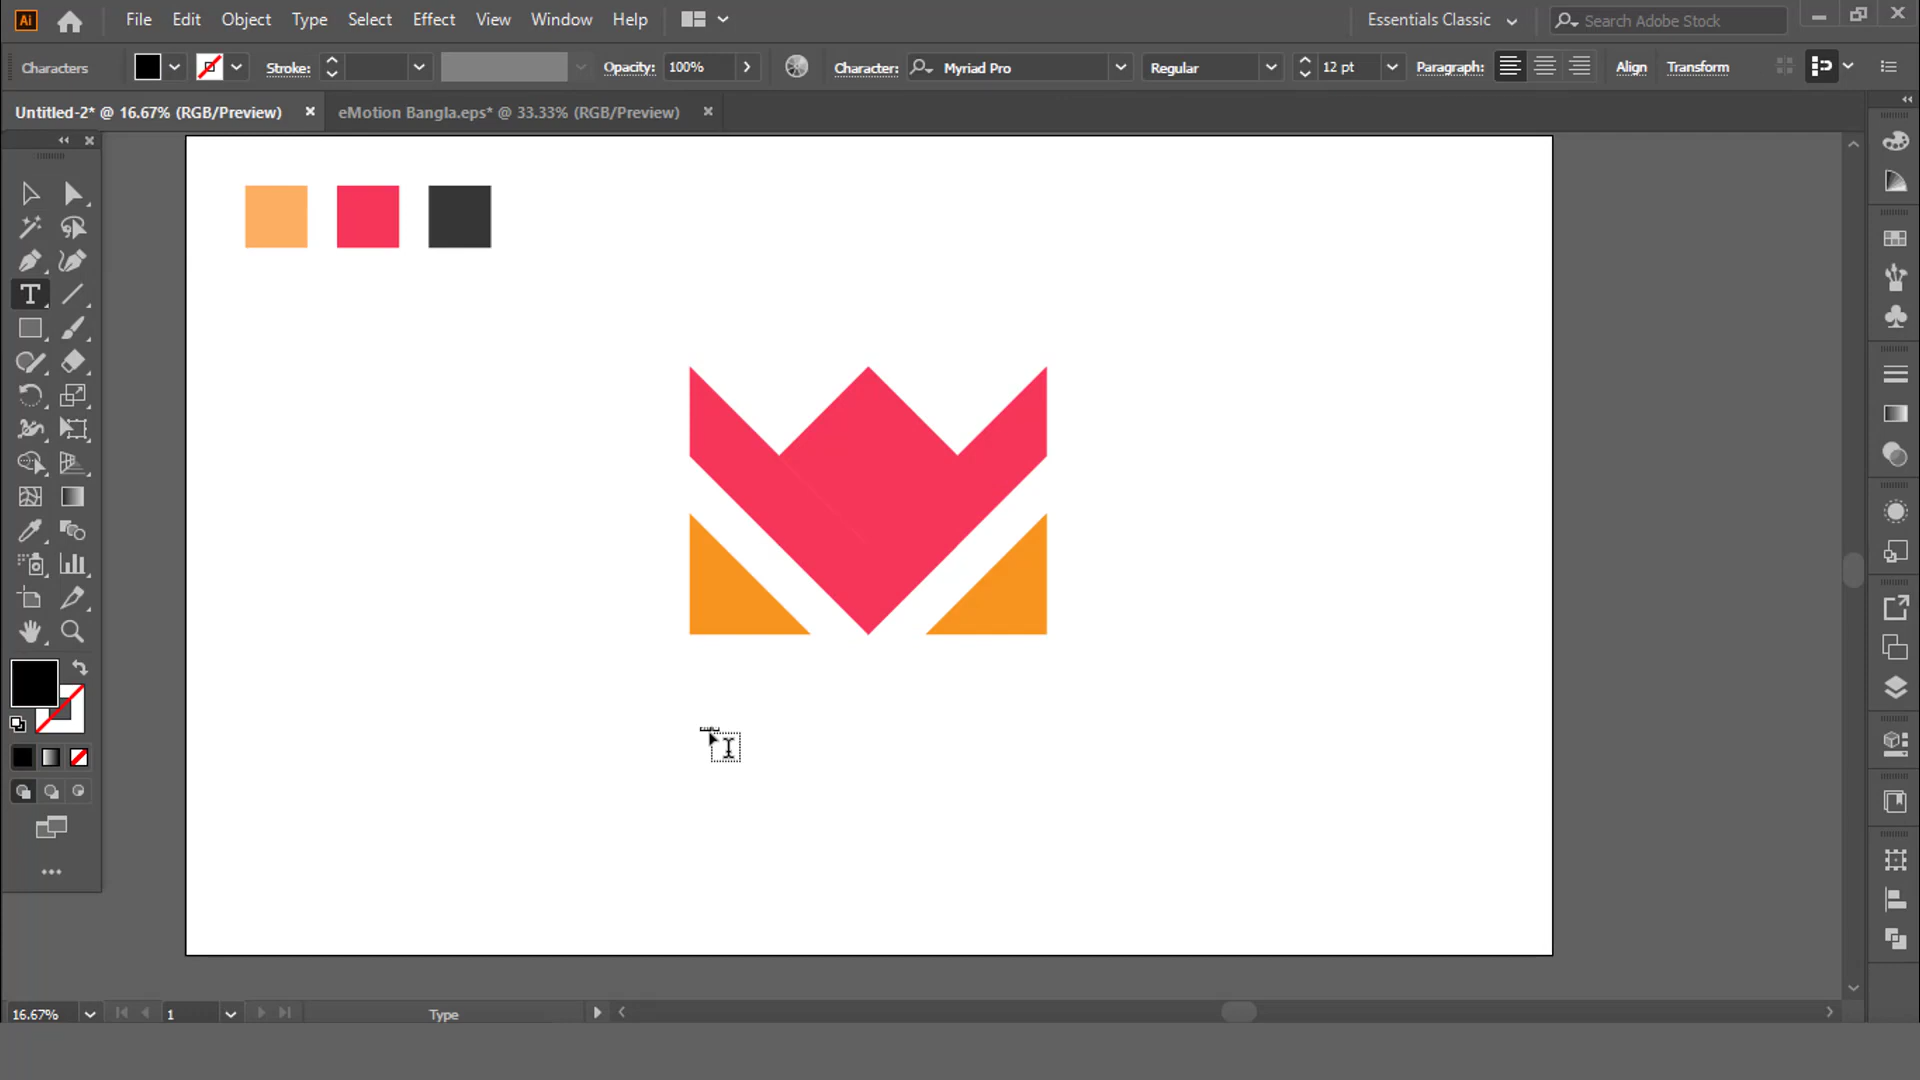 Ai File Edit Object Type Select Effect View Window Help Essentials Classic Search Adobe Stock
Characters Stroke: Opacity: 100% Character: Myriad Pro Regular 12 pt Paragraph: Align Transform
Untitled-2* @ 16.67% (RGB/Preview) eMotion Bangla.eps* @ 33.33% (RGB/Preview)
16.67% 1 Type